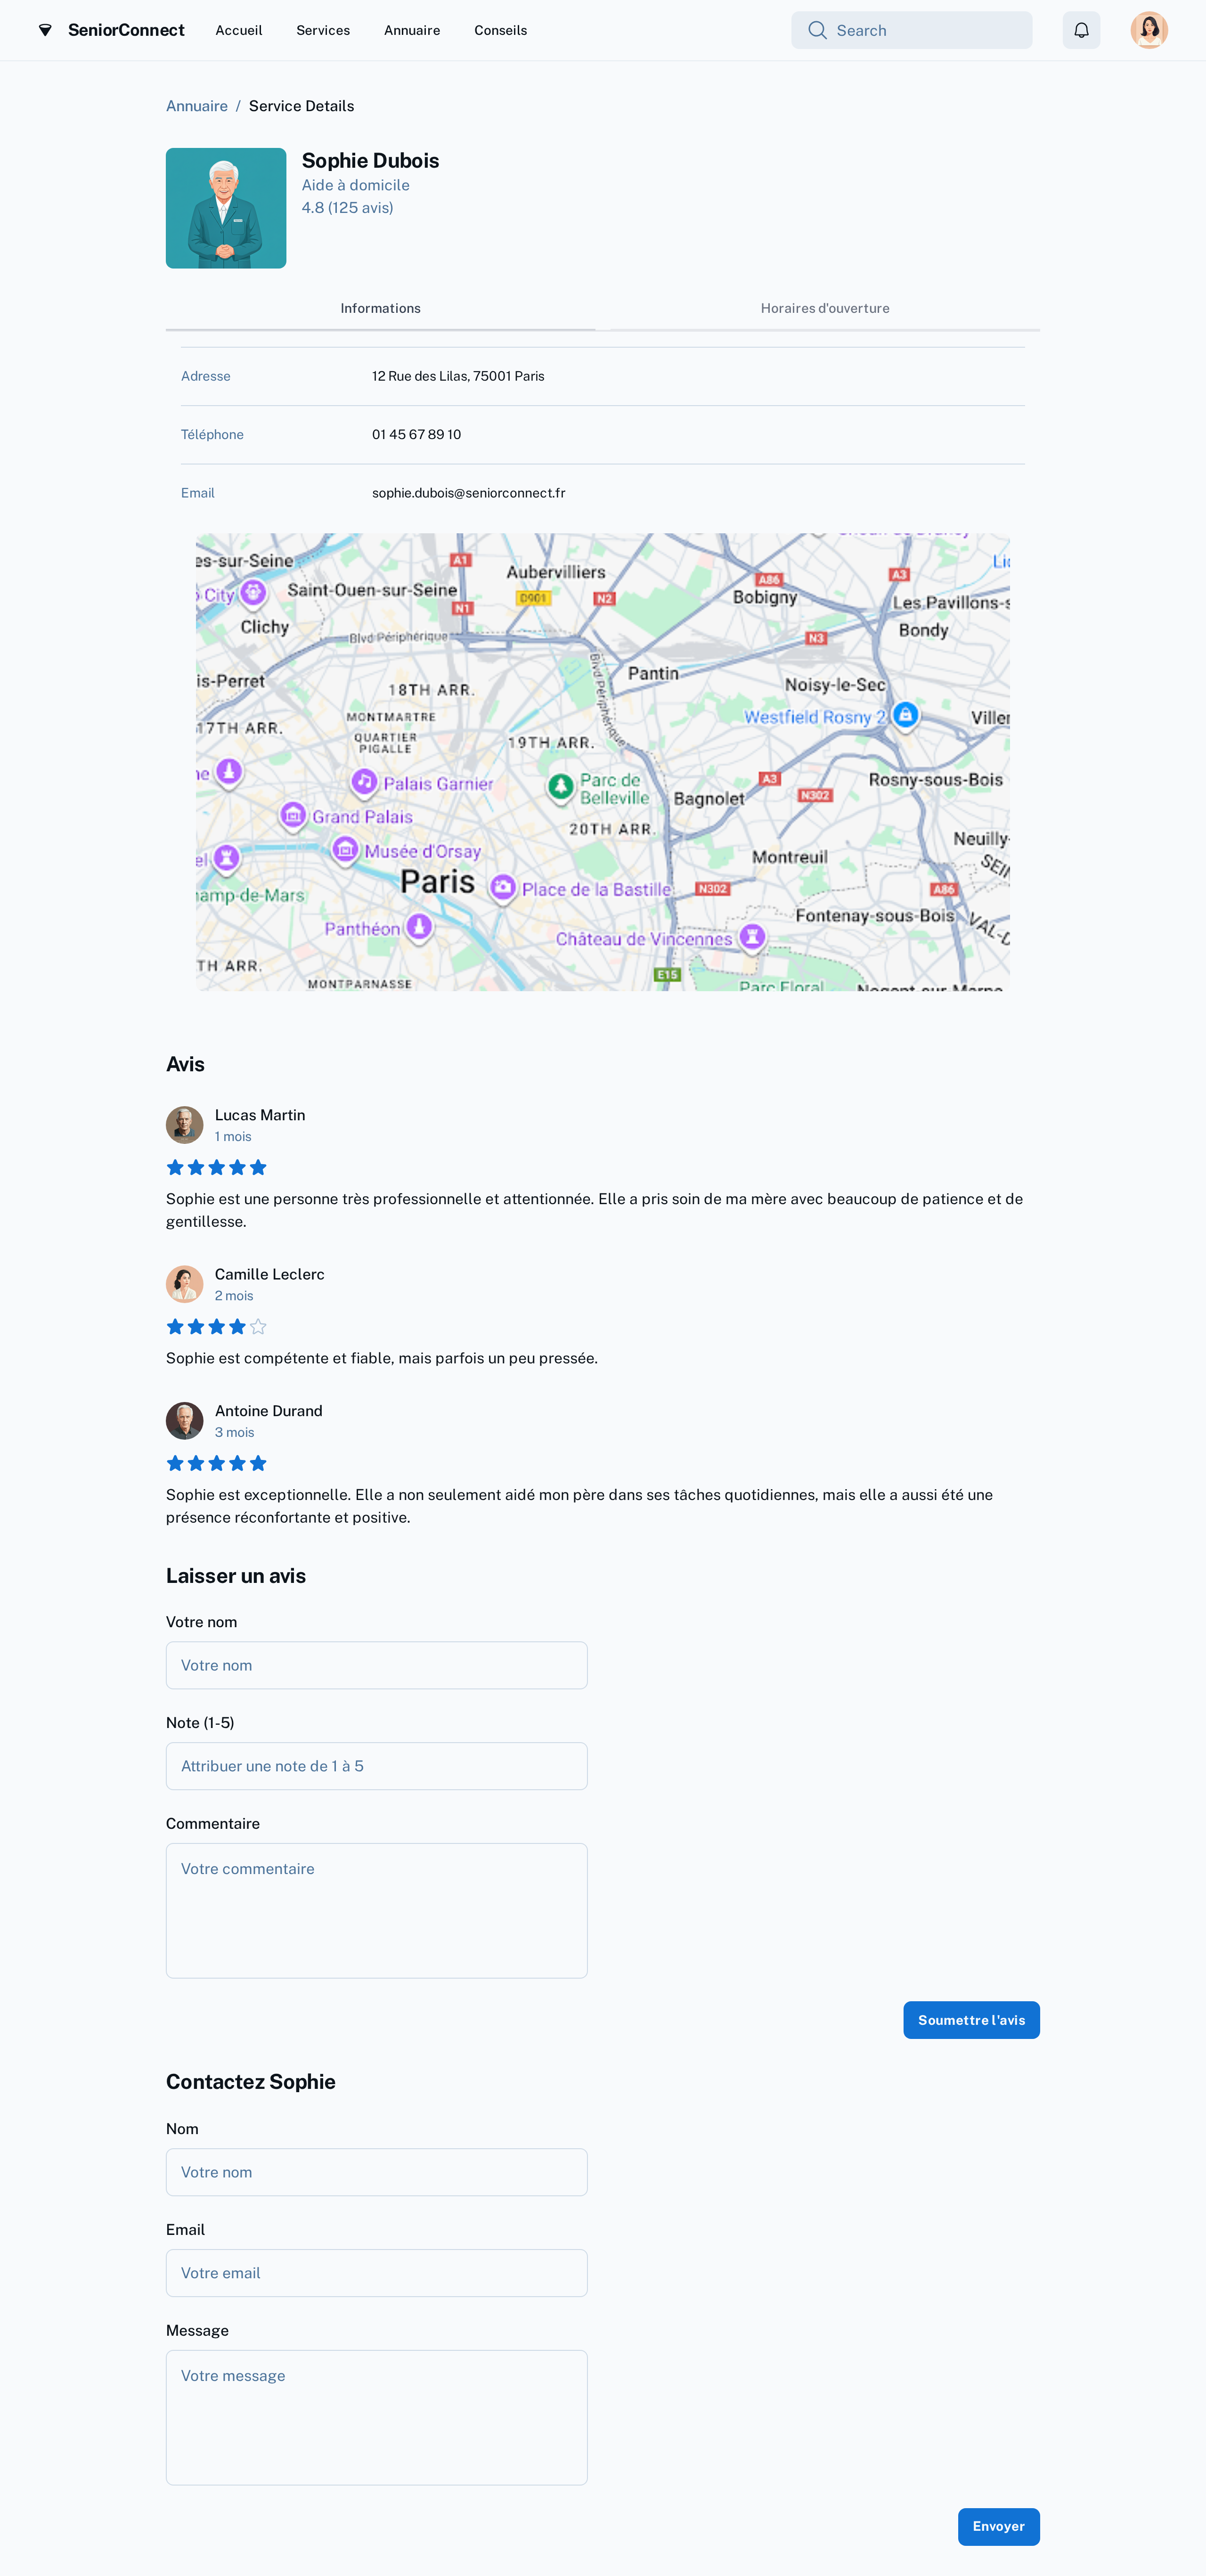 SeniorConnect
Accueil
Services
Annuaire
Conseils
Search
Annuaire / Service Details
Sophie Dubois
Aide à domicile
4.8 (125 avis)
Informations
Horaires d'ouverture
Adresse
12 Rue des Lilas, 75001 Paris
Téléphone
01 45 67 89 10
Email
sophie.dubois@seniorconnect.fr
es-sur-Seine
A1
Aubervilliers
A86
A3
City
Saint-Ouen-sur-Seine
D901
N2
Bobigny
N1
Les Pavillons-s
Clichy
Blvd Périphérique
N3
Bondy
Blvd Périphérique
is-Perret
18TH ARR.
Pantin
Noisy-le-Sec
17TH ARR.
MONTMARTRE
Westfield Rosny 2
Viller
QUARTIER
PIGALLE
19TH ARR.
ne
Palais Garnier
Parc de
Belleville
A3
Rosny-sous-Bois
N302
Bagnolet
Grand Palais
20TH ARR.
Neuilly-
el
Musée d'Orsay
Montreuil
SEIN
Paris
Place de la Bastille
N302
A86
hamp-de-Mars
Fontenay-sous-Bois
VAL-D
Panthéon
Château de Vincennes
TH ARR.
E15
MONTPARNASSE
Parc Floral
Nogent-sur-Marne
Avis
Lucas Martin
1 mois
Sophie est une personne très professionnelle et attentionnée. Elle a pris soin de ma mère avec beaucoup de patience et de
gentillesse.
Camille Leclerc
2 mois
Sophie est compétente et fiable, mais parfois un peu pressée.
Antoine Durand
3 mois
Sophie est exceptionnelle. Elle a non seulement aidé mon père dans ses tâches quotidiennes, mais elle a aussi été une
présence réconfortante et positive.
Laisser un avis
Votre nom
Votre nom
Note (1-5)
Attribuer une note de 1 à 5
Commentaire
Votre commentaire
Soumettre l'avis
Contactez Sophie
Nom
Votre nom
Email
Votre email
Message
Votre message
Envoyer